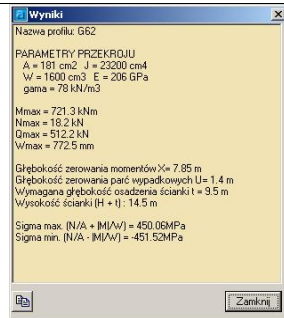 Wyniki
Nazwa profilu: G62
PARAMETRY PRZEKROJU
A = 181 cm2 J = 23200 cm4
W = 1600 cm3 E = 206 GPa
gama = 78 kN/m3
Mmax = 721.3 kNm
Nmax = 18.2 kN
Qmax = 512.2 kN
Wmax = 772.5 mm
Głębokość zerowania momentów X= 7.85 m
Głębokość zerowania parć wypadkowych U= 1.4 m
Wymagana głębokość osadzenia ścianki t = 9.5 m
Wysokość ścianki (H + t) : 14.5 m
Sigma max. (N/A + |M|/W) = 450.06MPa
Sigma min. (N/A - |M|/W) = -451.52MPa
Zamknij